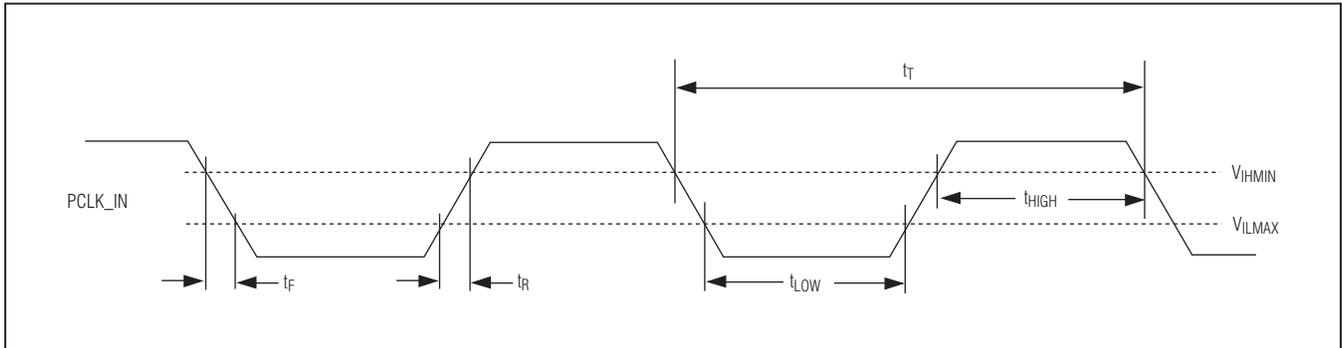 tT
VIHMIN
PCLK_IN
tHIGH
VILMAX
tF
tR
tLOW